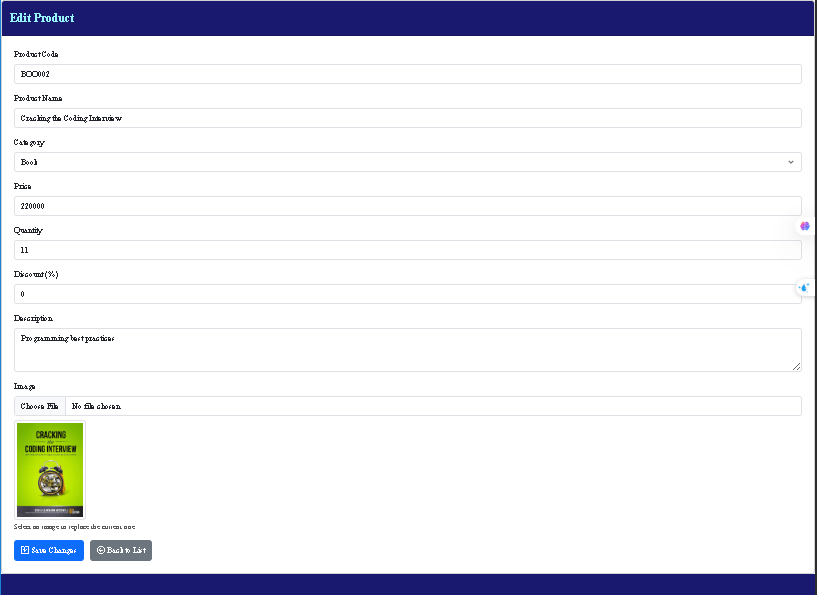 Edit Product
Product Code
BOO002
Product Name
Cracking the Coding Interview
Category
Book
Price
220000
Quantity
11
Discount (%)
0
Description
Programming best practices
Image
Choose File No file chosen
CRACKING
the
CODING INTERVIEW
Select an image to replace the current one
Save Changes Back to List